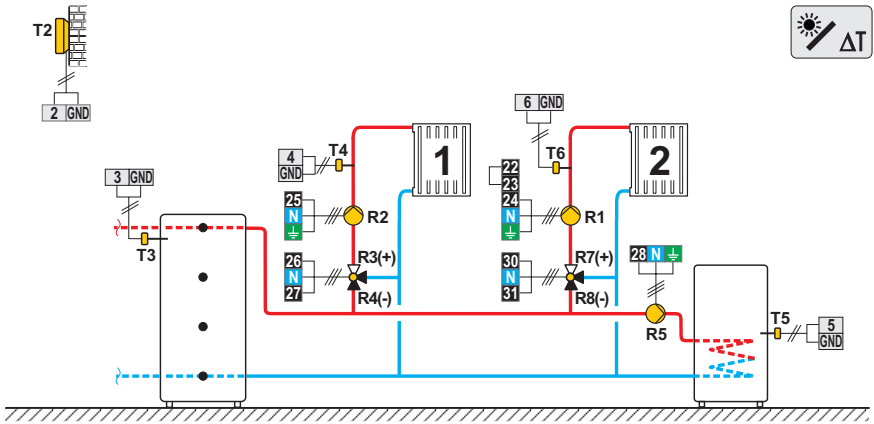 T2
2 GND
ΔT
3 GND
T3
4
GND
T4
1
25
N
R2
26
N
27
R3(+)
R4(-)
6 GND
T6
2
22
23
24
N
R1
30
N
31
R7(+)
R8(-)
28 N
R5
T5
5
GND